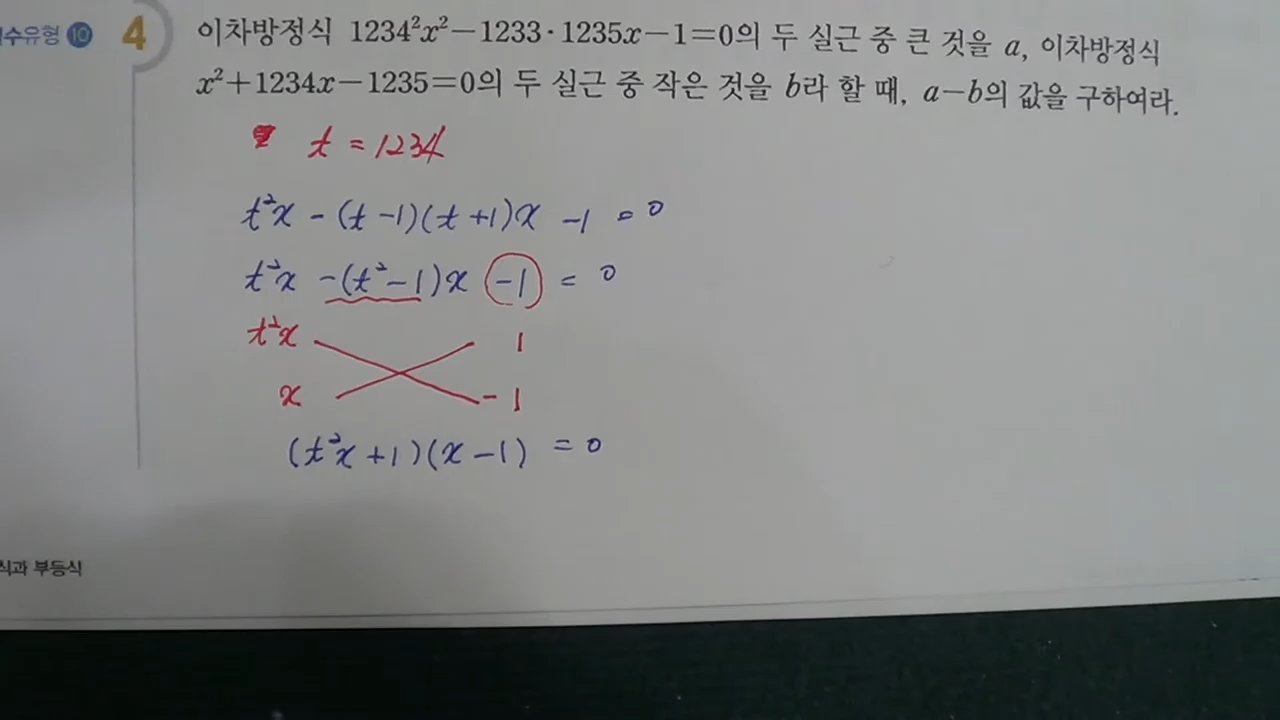 수유형 10 4 이차방정식 1234²x²-1233·1235x-1=0의 두 실근 중 큰 것을 a, 이차방정식
x²+1234x-1235=0의 두 실근 중 작은 것을 b라 할 때, a-b의 값을 구하여라.
t = 1234
t²x - (t -1)(t +1)x -1 = 0
t²x -(t²-1)x -1 = 0
t²x 1
x -1
(t²x +1)(x -1) = 0
식과 부등식